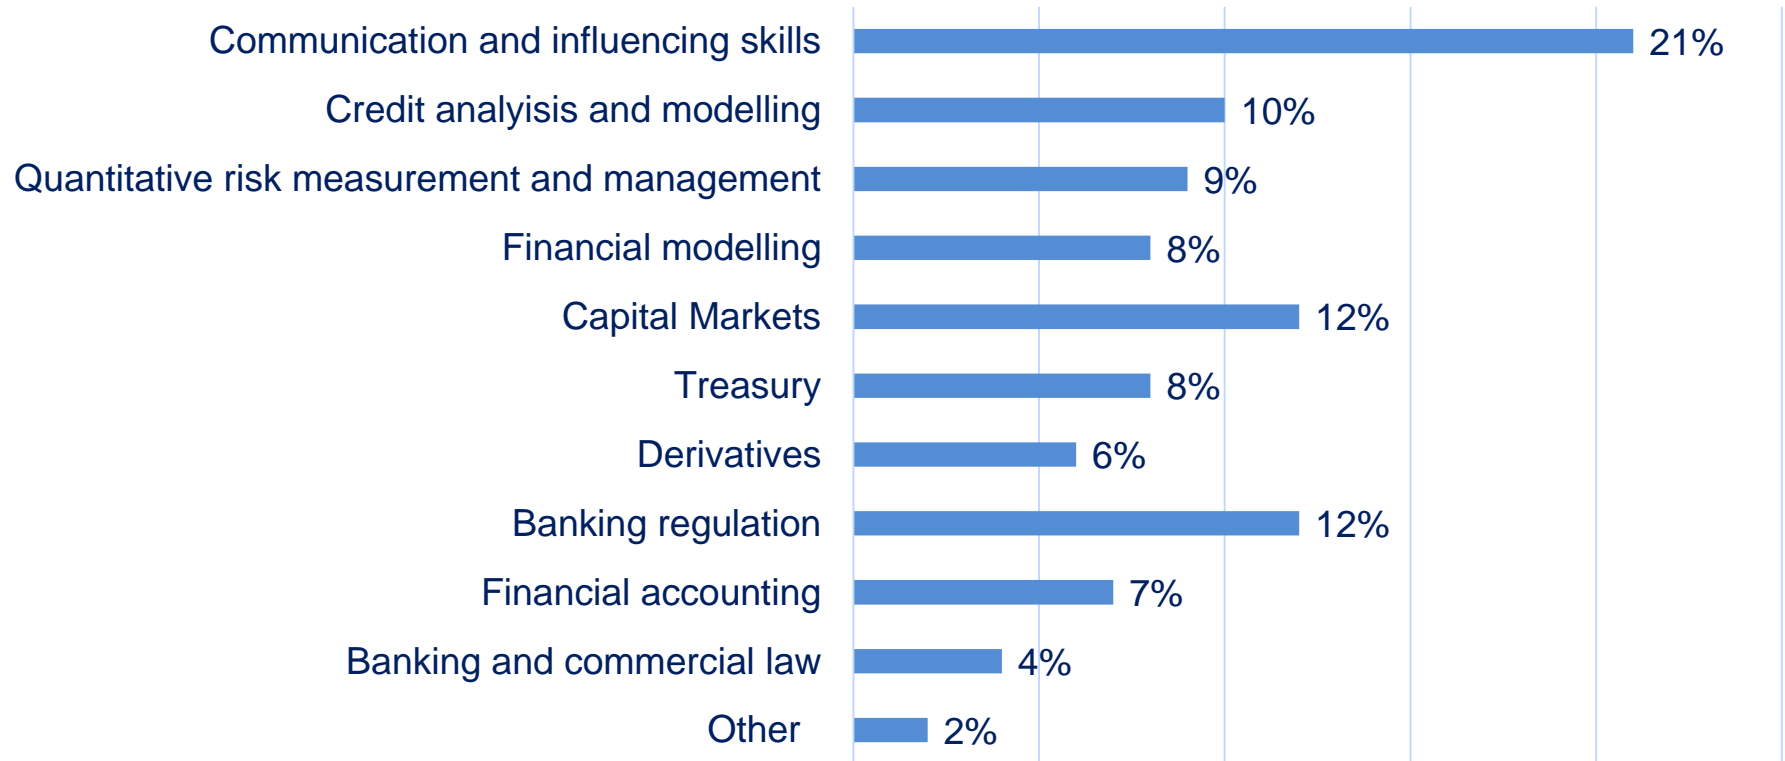 Communication and influencing skills 21%
Credit analyisis and modelling 10%
Quantitative risk measurement and management 9%
Financial modelling 8%
Capital Markets 12%
Treasury 8%
Derivatives 6%
Banking regulation 12%
Financial accounting 7%
Banking and commercial law 4%
Other 2%